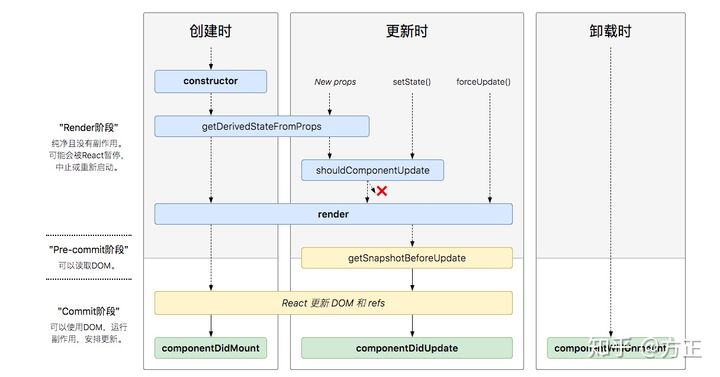 创建时
更新时
卸载时
constructor
New props
setState()
forceUpdate()
"Render阶段"
纯净且没有副作用。
可能会被React暂停,
中止或重新启动。
getDerivedStateFromProps
shouldComponentUpdate
render
"Pre-commit阶段"
可以读取DOM。
getSnapshotBeforeUpdate
"Commit阶段"
可以使用DOM,运行
副作用,安排更新。
React 更新 DOM 和 refs
componentDidMount
componentDidUpdate
componentWillUnmount
知乎 @方正